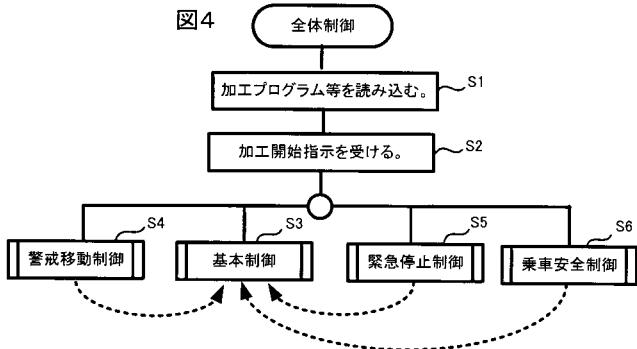 図4
全体制御
加工プログラム等を読み込む。
S1
加工開始指示を受ける。
S2
S4
警戒移動制御
S3
基本制御
S5
緊急停止制御
S6
乗車安全制御